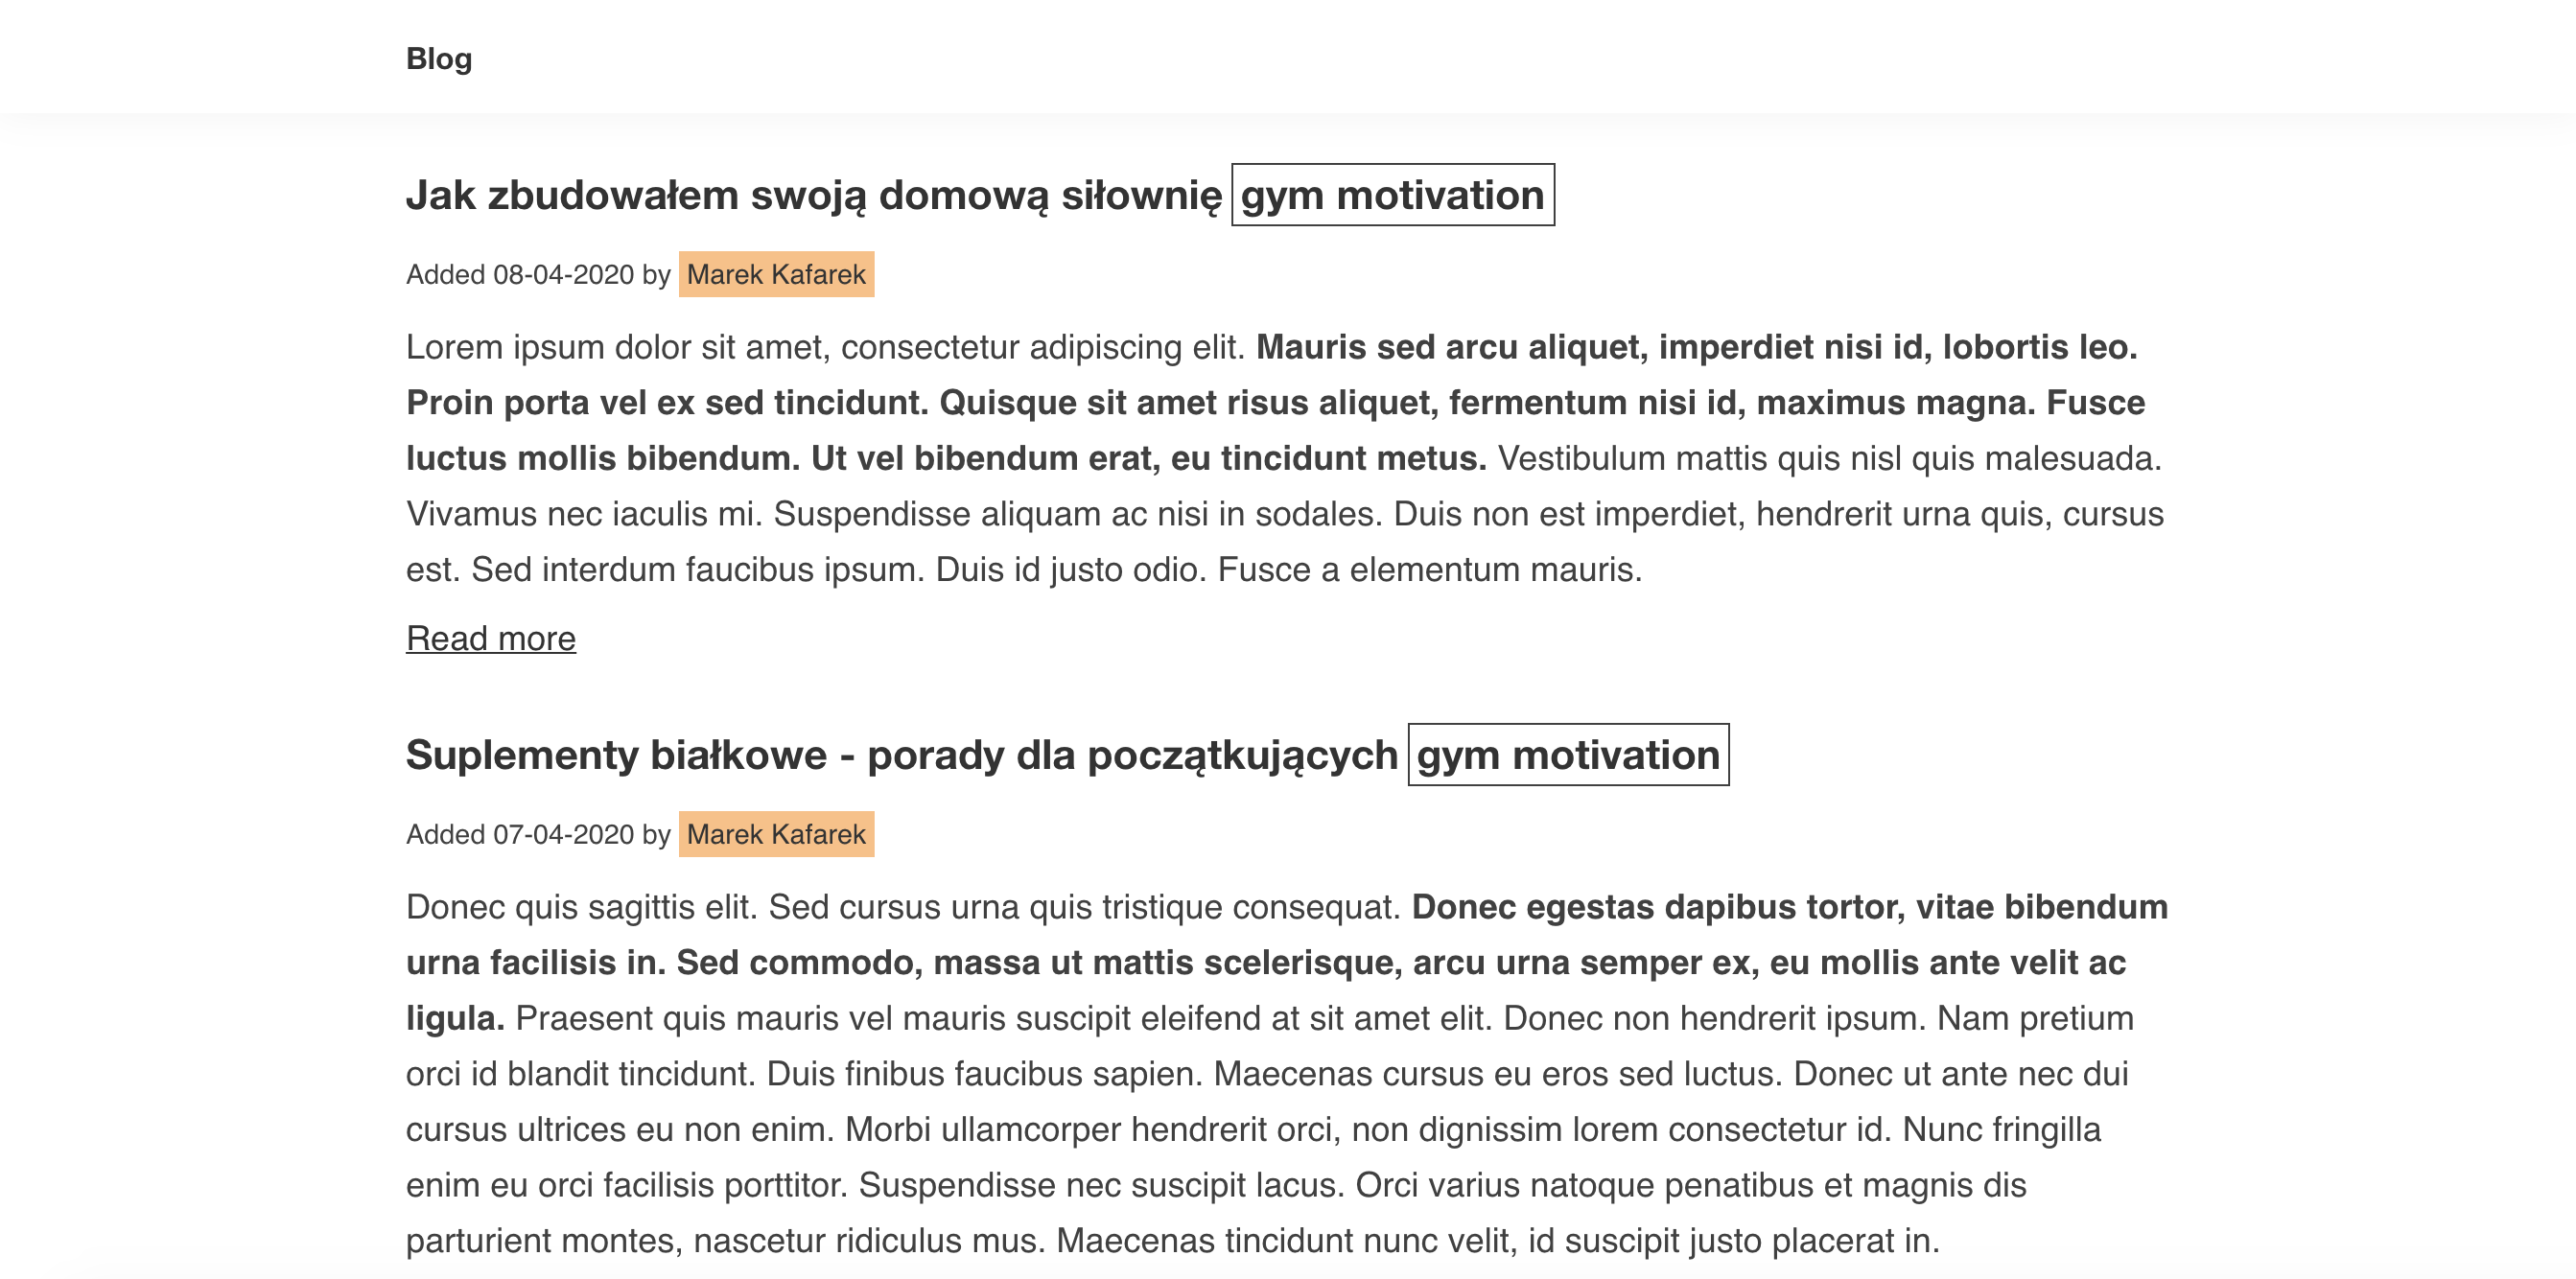 Blog
Jak zbudowałem swoją domową siłownię gym motivation
Added 08-04-2020 by Marek Kafarek
Lorem ipsum dolor sit amet, consectetur adipiscing elit. Mauris sed arcu aliquet, imperdiet nisi id, lobortis leo.
Proin porta vel ex sed tincidunt. Quisque sit amet risus aliquet, fermentum nisi id, maximus magna. Fusce
luctus mollis bibendum. Ut vel bibendum erat, eu tincidunt metus. Vestibulum mattis quis nisl quis malesuada.
Vivamus nec iaculis mi. Suspendisse aliquam ac nisi in sodales. Duis non est imperdiet, hendrerit urna quis, cursus
est. Sed interdum faucibus ipsum. Duis id justo odio. Fusce a elementum mauris.
Read more
Suplementy białkowe - porady dla początkujących gym motivation
Added 07-04-2020 by Marek Kafarek
Donec quis sagittis elit. Sed cursus urna quis tristique consequat. Donec egestas dapibus tortor, vitae bibendum
urna facilisis in. Sed commodo, massa ut mattis scelerisque, arcu urna semper ex, eu mollis ante velit ac
ligula. Praesent quis mauris vel mauris suscipit eleifend at sit amet elit. Donec non hendrerit ipsum. Nam pretium
orci id blandit tincidunt. Duis finibus faucibus sapien. Maecenas cursus eu eros sed luctus. Donec ut ante nec dui
cursus ultrices eu non enim. Morbi ullamcorper hendrerit orci, non dignissim lorem consectetur id. Nunc fringilla
enim eu orci facilisis porttitor. Suspendisse nec suscipit lacus. Orci varius natoque penatibus et magnis dis
parturient montes, nascetur ridiculus mus. Maecenas tincidunt nunc velit, id suscipit justo placerat in.